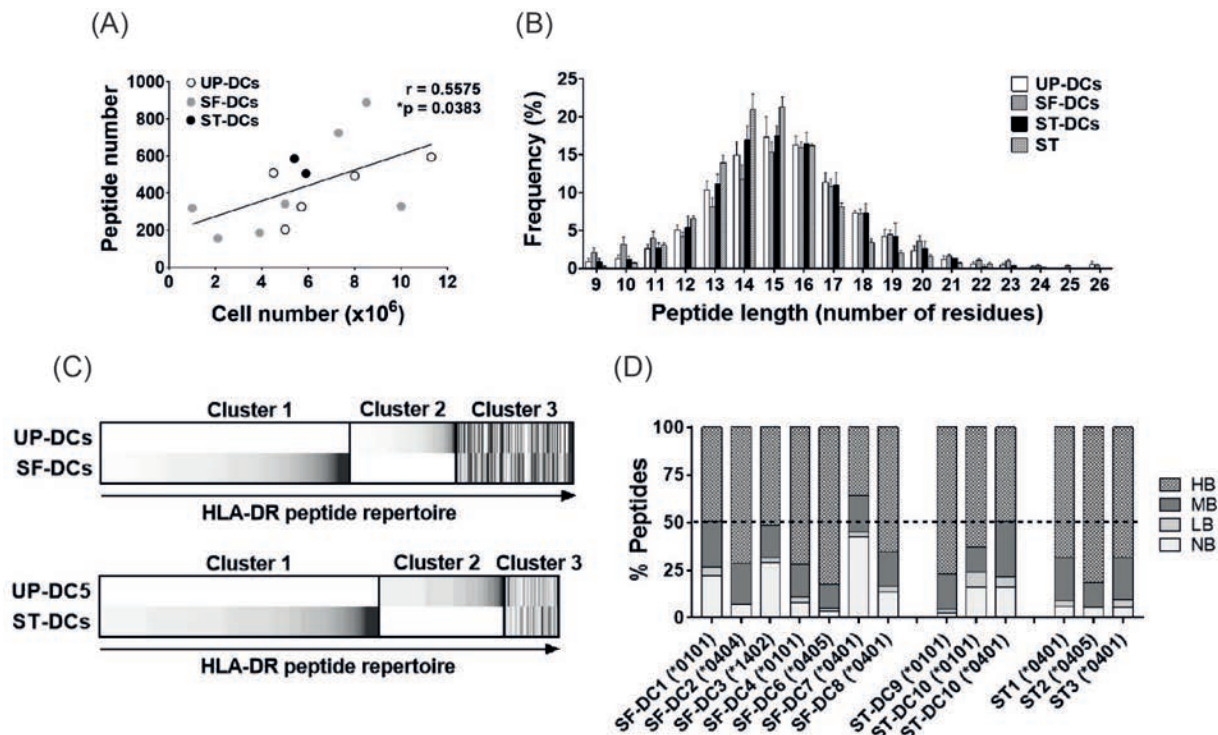 (A)
1000
800
600
400
200
0
Peptide number
UP-DCs
SF-DCs
ST-DCs
r = 0.5575
*p = 0.0383
2 4 6 8 10 12
Cell number (x10⁶)
(B)
25
20
15
10
5
0
Frequency (%)
UP-DCs
SF-DCs
ST-DCs
ST
9 10 11 12 13 14 15 16 17 18 19 20 21 22 23 24 25 26
Peptide length (number of residues)
(C)
Cluster 1 Cluster 2 Cluster 3
UP-DCs
SF-DCs
HLA-DR peptide repertoire
Cluster 1 Cluster 2 Cluster 3
UP-DC5
ST-DCs
HLA-DR peptide repertoire
(D)
100
75
50
25
0
% Peptides
HB
MB
LB
NB
SF-DC1 (*0101)
SF-DC2 (*0404)
SF-DC3 (*1402)
SF-DC4 (*0101)
SF-DC6 (*0405)
SF-DC7 (*0401)
SF-DC8 (*0401)
ST-DC9 (*0101)
ST-DC10 (*0101)
ST-DC10 (*0401)
ST1 (*0401)
ST2 (*0405)
ST3 (*0401)